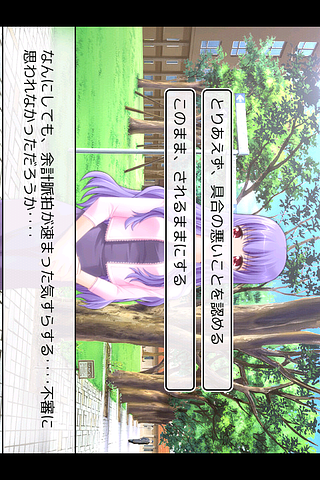 とりあえず、具合の悪いことを認める
このまま、されるままにする
なんにしても、余計脈拍が速まった気すらする‥‥不審に
思われなかっただろうか‥‥